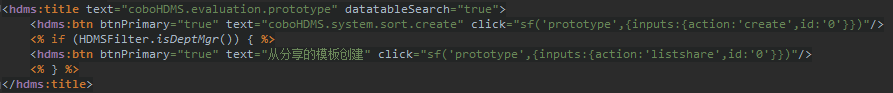 <hdms:title text="coboHDMS.evaluation.prototype" datatableSearch="true">
<hdms:btn btnPrimary="true" text="coboHDMS.system.sort.create" click="sf('prototype',{inputs:{action:'create',id:'0'}})"/>
<% if (HDMSFilter.isDeptMgr()) { %>
<hdms:btn btnPrimary="true" text="从分享的模板创建" click="sf('prototype',{inputs:{action:'listshare',id:'0'}})"/>
<% } %>
</hdms:title>